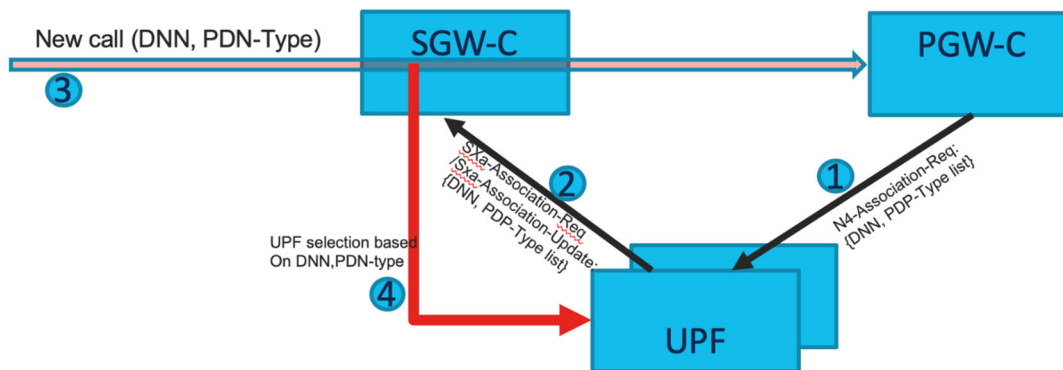 New call (DNN, PDN-Type)
SGW-C
PGW-C
3
SXa-Association-Req
/Sxa-Association-Update:
{DNN, PDP-Type list}
2
1
N4-Association-Req:
{DNN, PDP-Type list}
UPF selection based
On DNN,PDN-type
4
UPF